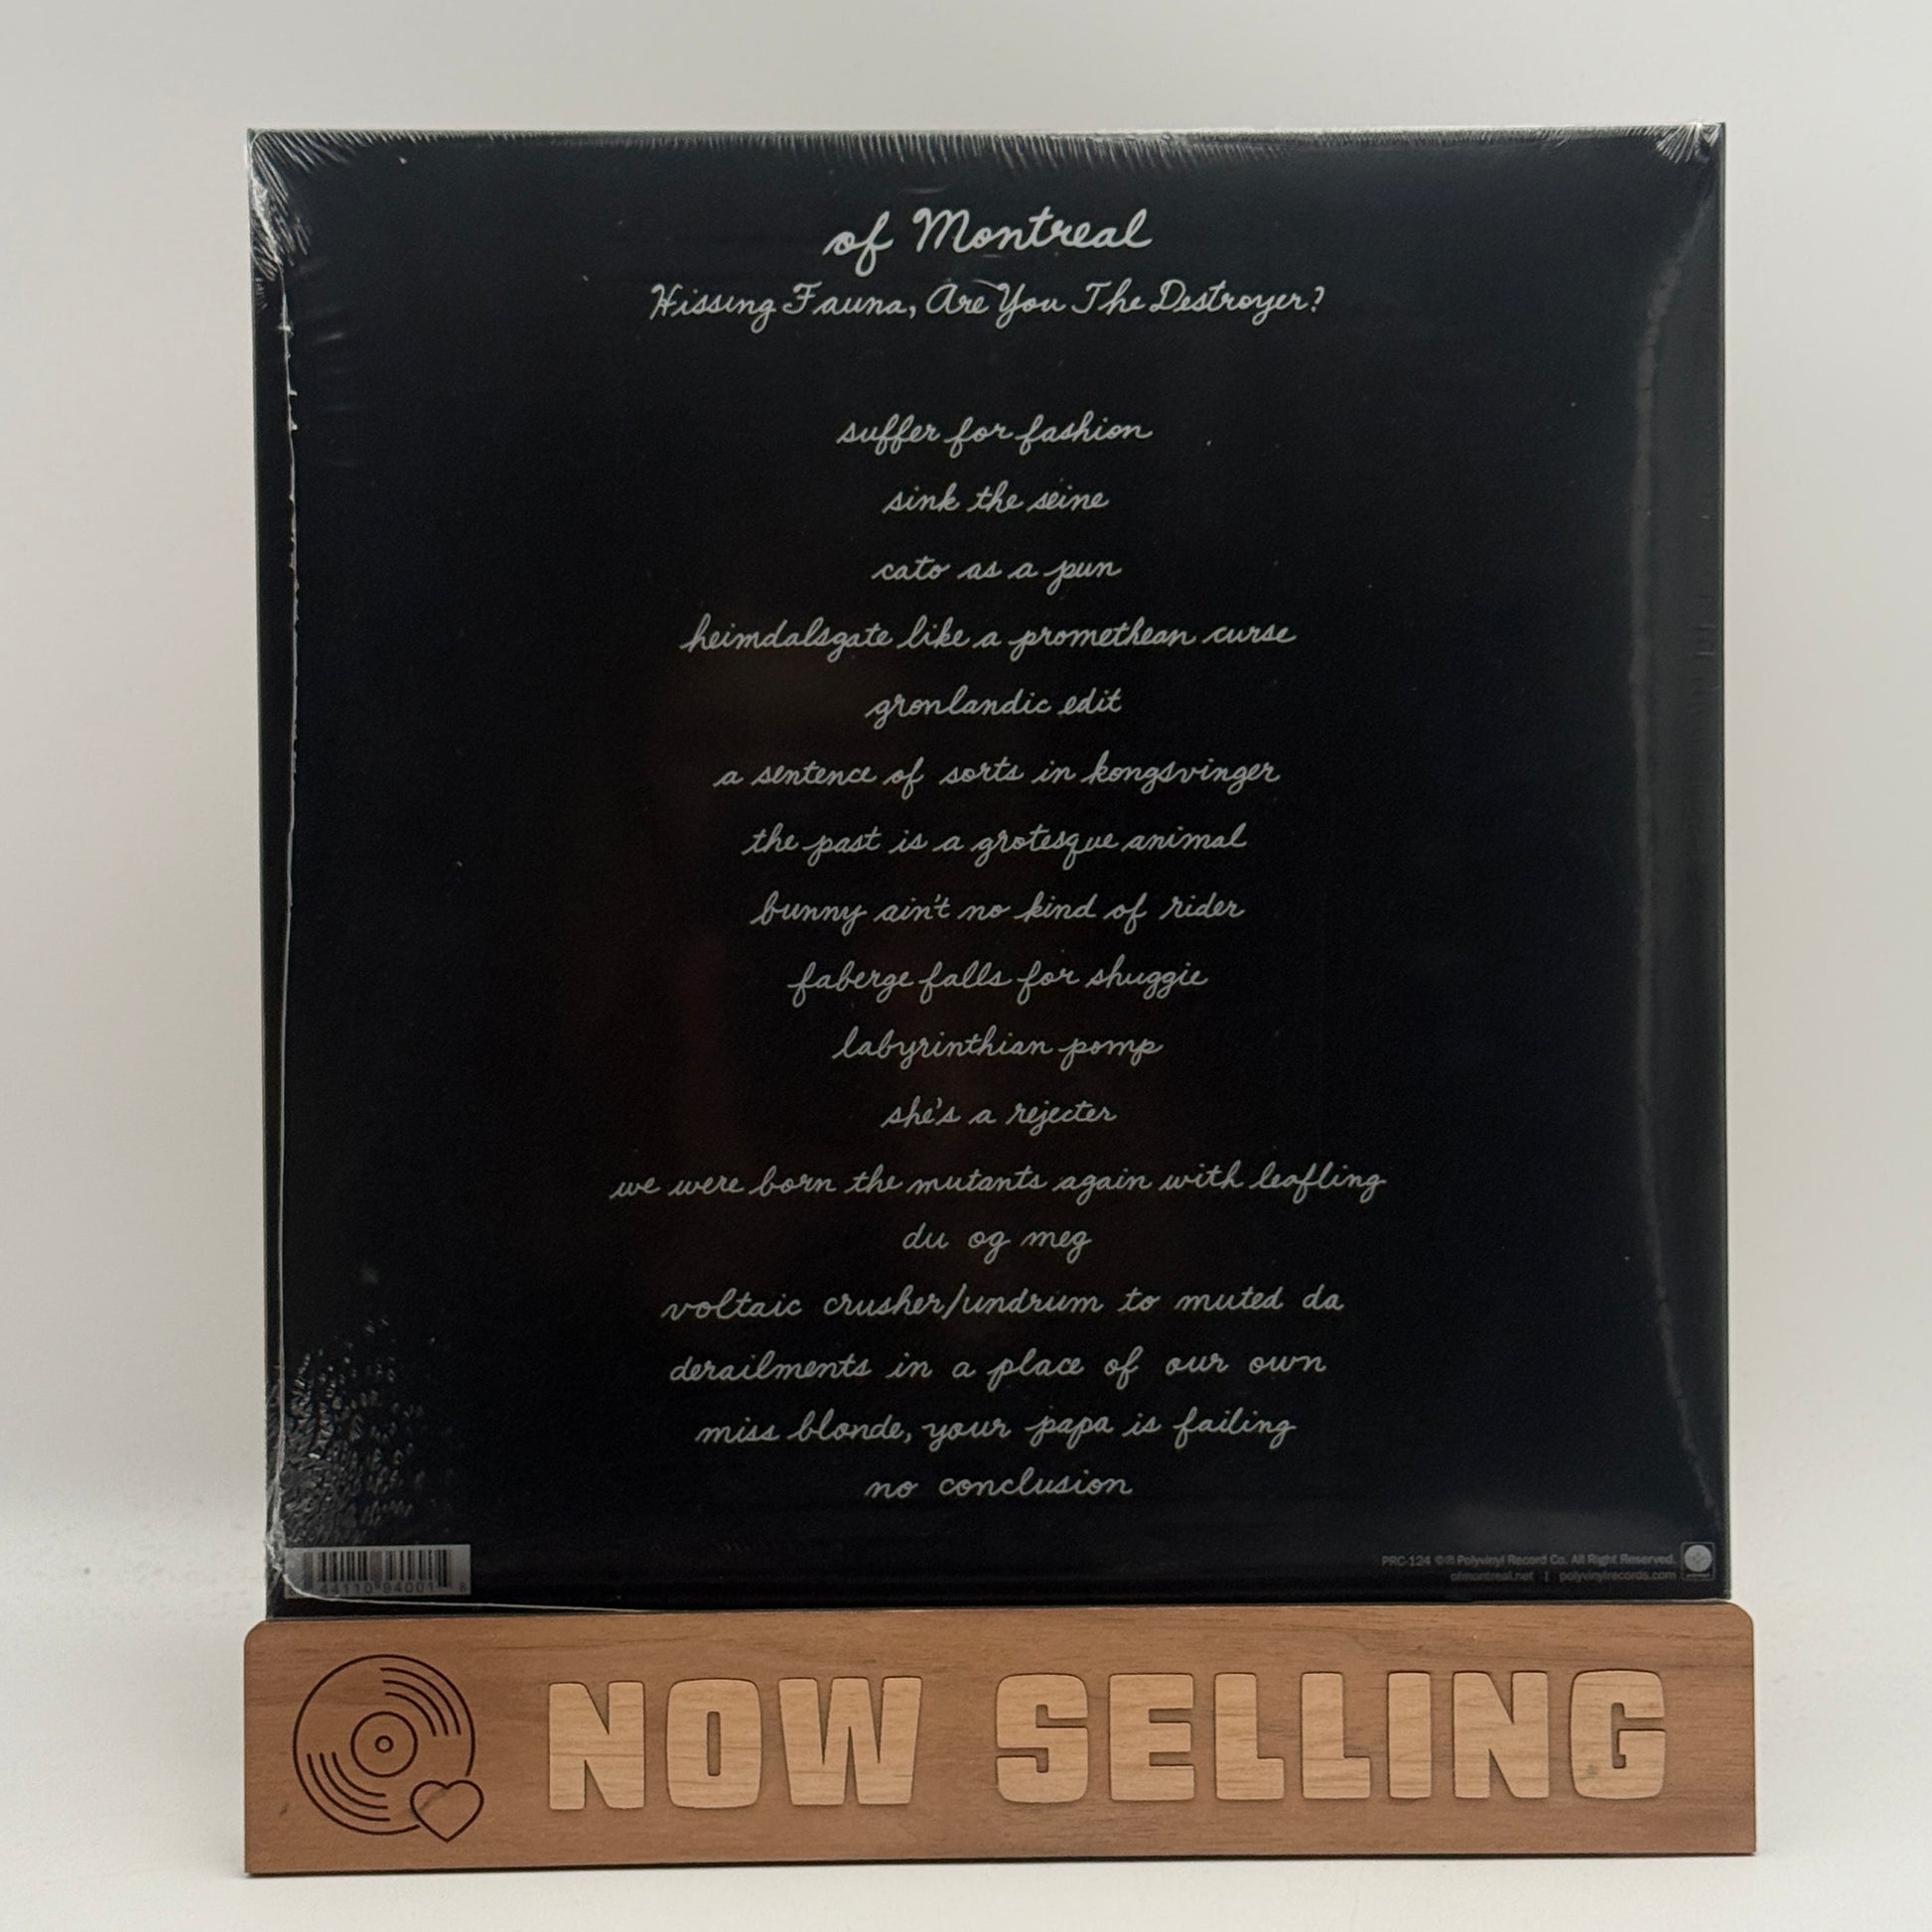 of Montreal
Hissing Fauna, Are You The Destroyer?
suffer for fashion
sink the seine
cato as a pun
heimdalsgate like a promethean curse
gronlandic edit
a sentence of sorts in kongsvinger
the past is a grotesque animal
bunny ain't no kind of rider
faberge falls for shuggie
labyrinthian pomp
she's a rejecter
we were born the mutants again with leafling
du og meg
voltaic crusher/undrum to muted da
derailments in a place of our own
miss blonde, your papa is failing
no conclusion
PRC-124 ©℗ Polyvinyl Record Co. All Right Reserved.
ofmontreal.net | polyvinylrecords.com
NOW SELLING